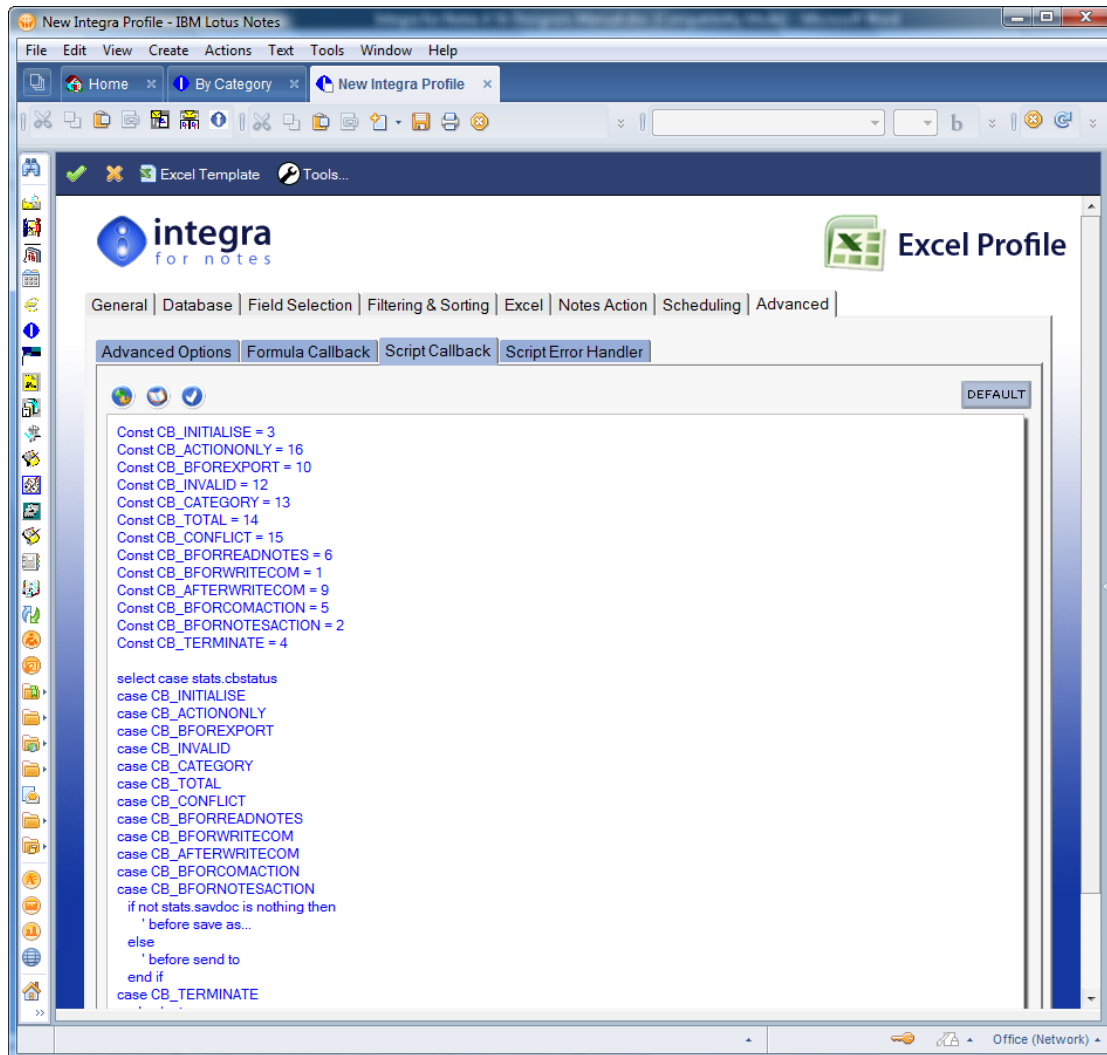 New Integra Profile - IBM Lotus Notes
File Edit View Create Actions Text Tools Window Help
Home By Category New Integra Profile
b
Excel Template Tools...
integra
for notes
Excel Profile
General Database Field Selection Filtering & Sorting Excel Notes Action Scheduling Advanced
Advanced Options Formula Callback Script Callback Script Error Handler
DEFAULT
Const CB_INITIALISE = 3
Const CB_ACTIONONLY = 16
Const CB_BFOREXPORT = 10
Const CB_INVALID = 12
Const CB_CATEGORY = 13
Const CB_TOTAL = 14
Const CB_CONFLICT = 15
Const CB_BFORREADNOTES = 6
Const CB_BFORWRITECOM = 1
Const CB_AFTERWRITECOM = 9
Const CB_BFORCOMACTION = 5
Const CB_BFORNOTESACTION = 2
Const CB_TERMINATE = 4
select case stats.cbstatus
case CB_INITIALISE
case CB_ACTIONONLY
case CB_BFOREXPORT
case CB_INVALID
case CB_CATEGORY
case CB_TOTAL
case CB_CONFLICT
case CB_BFORREADNOTES
case CB_BFORWRITECOM
case CB_AFTERWRITECOM
case CB_BFORCOMACTION
case CB_BFORNOTESACTION
if not stats.savdoc is nothing then
' before save as...
else
' before send to
end if
case CB_TERMINATE
Office (Network)